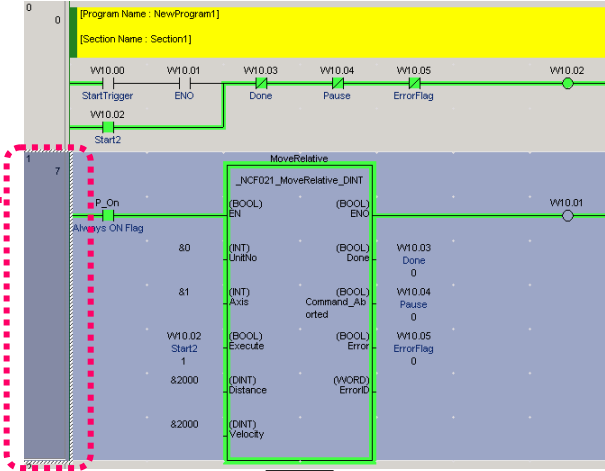 0
0
[Program Name : NewProgram1]
[Section Name : Section1]
W10.00 W10.01 W10.03 W10.04 W10.05 W10.02
StartTrigger ENO Done Pause ErrorFlag
W10.02
Start2
1
7
MoveRelative
_NCF021_MoveRelative_DINT
P_On (BOOL) (BOOL) W10.01
EN ENO
Always ON Flag
&0 (INT) (BOOL) W10.03
UnitNo Done Done
0
&1 (INT) (BOOL) W10.04
Axis Command_Ab Pause
orted 0
W10.02 (BOOL) (BOOL) W10.05
Start2 Execute Error ErrorFlag
1 0
&2000 (DINT) (WORD)
Distance ErrorID
&2000 (DINT)
Velocity